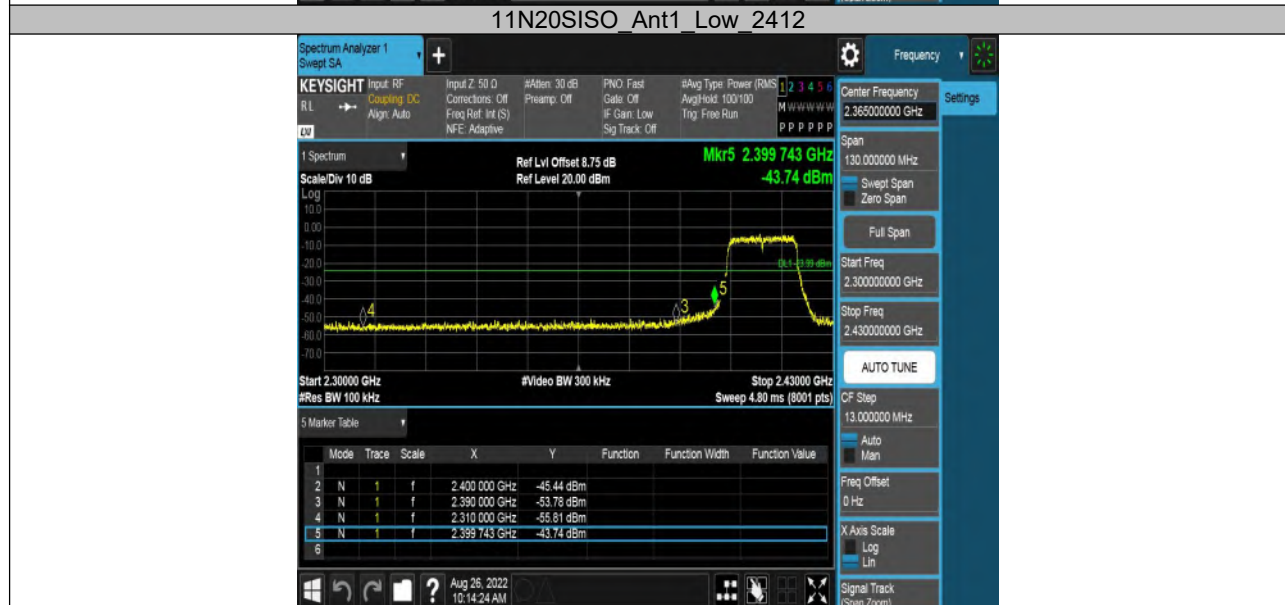 11N20SISO_Ant1_Low_2412
Spectrum Analyzer 1
Swept SA
+
Frequency
KEYSIGHT
RL
LXI
Input: RF
Coupling: DC
Align: Auto
Input Z: 50 Ω
Corrections: Off
Freq Ref: Int (S)
NFE: Adaptive
#Atten: 30 dB
Preamp: Off
PNO: Fast
Gate: Off
IF Gain: Low
Sig Track: Off
#Avg Type: Power (RMS
Avg|Hold: 100/100
Trig: Free Run
1 2 3 4 5 6
M W W W W W
P P P P P P
Center Frequency
2.365000000 GHz
Settings
1 Spectrum
Scale/Div 10 dB
Ref Lvl Offset 8.75 dB
Ref Level 20.00 dBm
Mkr5 2.399 743 GHz
-43.74 dBm
Span
130.000000 MHz
Swept Span
Zero Span
Full Span
Start Freq
2.300000000 GHz
Stop Freq
2.430000000 GHz
AUTO TUNE
CF Step
13.000000 MHz
Auto
Man
Freq Offset
0 Hz
X Axis Scale
Log
Lin
Signal Track
(Span Zoom)
Log
10.0
0.00
-10.0
-20.0
-30.0
-40.0
-50.0
-60.0
-70.0
4
3
5
Start 2.30000 GHz
#Video BW 300 kHz
Stop 2.43000 GHz
#Res BW 100 kHz
Sweep 4.80 ms (8001 pts)
5 Marker Table
Mode Trace Scale X Y Function Function Width Function Value
1
2 N 1 f 2.400 000 GHz -45.44 dBm
3 N 1 f 2.390 000 GHz -53.78 dBm
4 N 1 f 2.310 000 GHz -55.81 dBm
5 N 1 f 2.399 743 GHz -43.74 dBm
6
?
Aug 26, 2022
10:14:24 AM